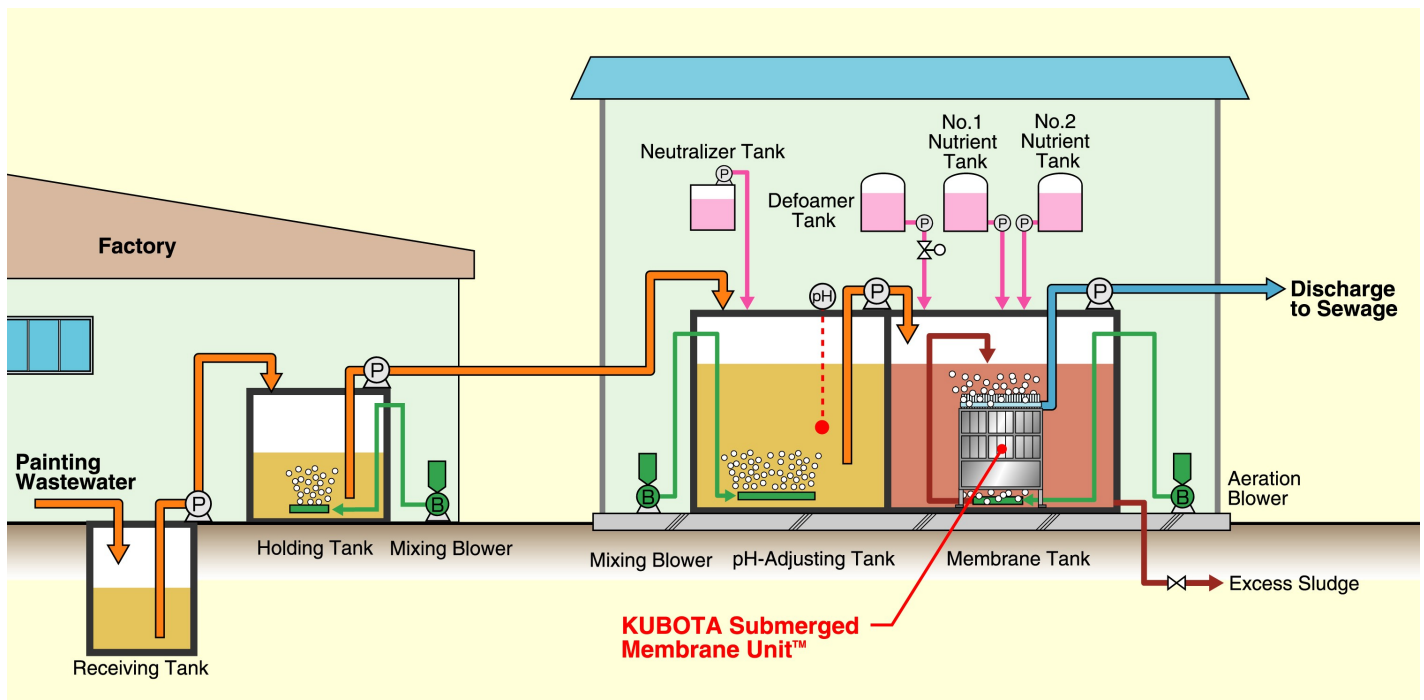 Factory
Painting
Wastewater
P
P
B
Receiving Tank
Holding Tank
Mixing Blower
Neutralizer Tank
P
Defoamer
Tank
P
No.1
Nutrient
Tank
P
No.2
Nutrient
Tank
P
pH
P
P
Discharge
to Sewage
B
B
Mixing Blower
pH-Adjusting Tank
Membrane Tank
Aeration
Blower
Excess Sludge
KUBOTA Submerged
Membrane Unit™